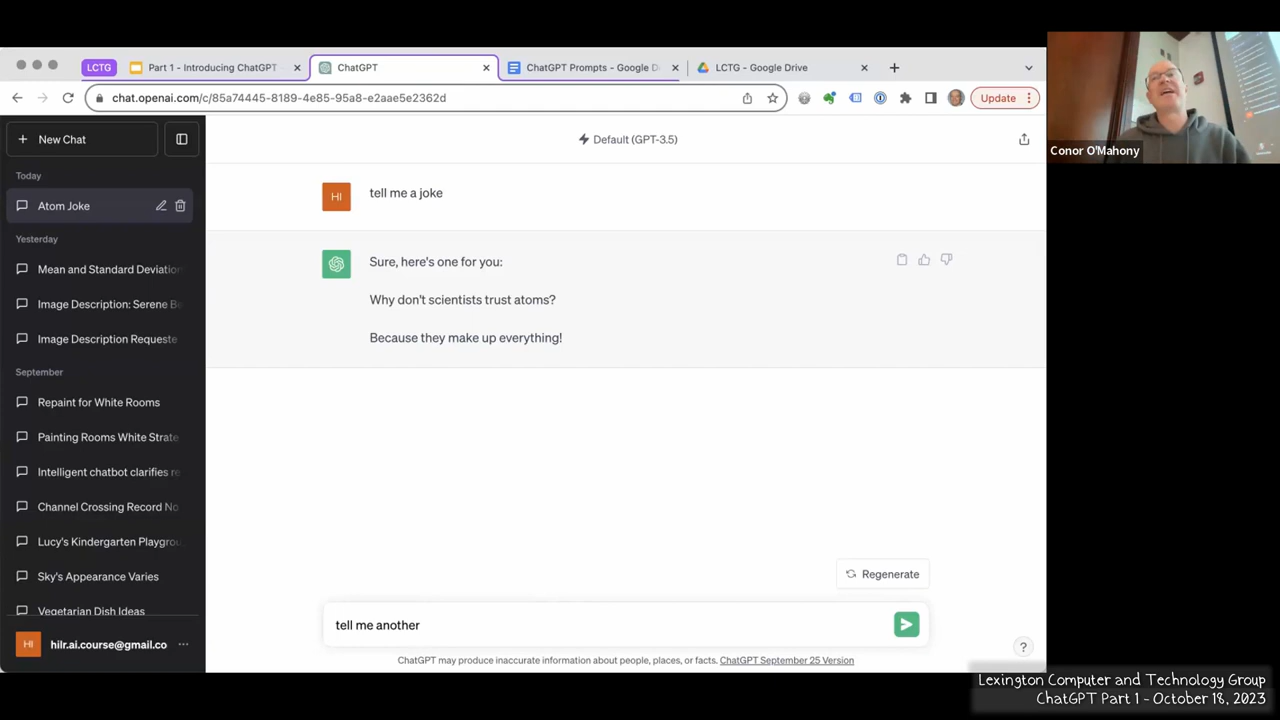 LCTG
Part 1 - Introducing ChatGPT
ChatGPT
ChatGPT Prompts - Google D
LCTG - Google Drive
chat.openai.com/c/85a74445-8189-4e85-95a8-e2aae5e2362d
Update
Conor O'Mahony
New Chat
Default (GPT-3.5)
Today
Atom Joke
Yesterday
Mean and Standard Deviation
Image Description: Serene Be
Image Description Requeste
September
Repaint for White Rooms
Painting Rooms White Strate
Intelligent chatbot clarifies re
Channel Crossing Record No
Lucy's Kindergarten Playgrou
Sky's Appearance Varies
Vegetarian Dish Ideas
HI
hilr.ai.course@gmail.co
HI
tell me a joke
Sure, here's one for you:
Why don't scientists trust atoms?
Because they make up everything!
Regenerate
tell me another
ChatGPT may produce inaccurate information about people, places, or facts. ChatGPT September 25 Version
?
Lexington Computer and Technology Group
ChatGPT Part 1 - October 18, 2023